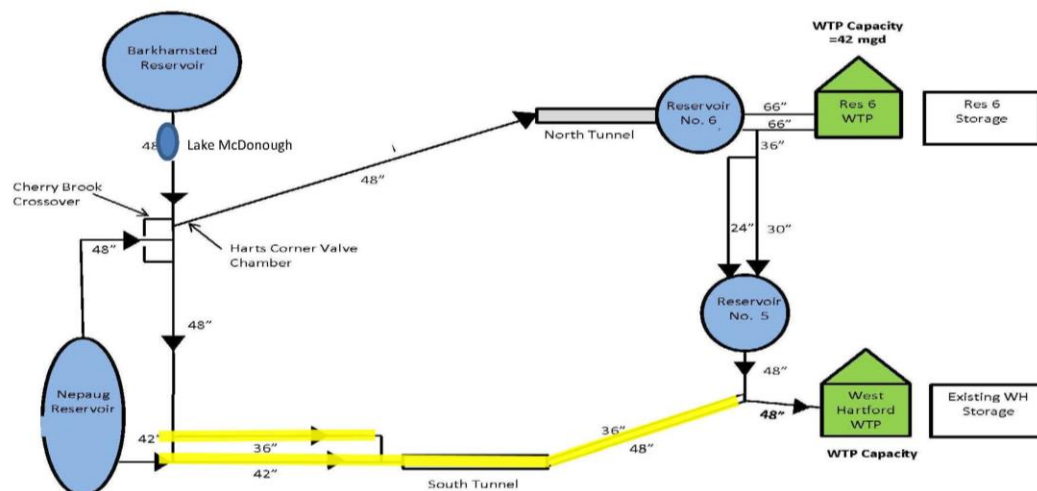 WTP Capacity
=42 mgd
Barkhamsted
Reservoir
Reservoir
No. 6
66”
66”
Res 6
WTP
Res 6
Storage
North Tunnel
36”
48”
Lake McDonough
48”
Cherry Brook
Crossover
48”
Harts Corner Valve
Chamber
24”
30”
Reservoir
No. 5
48”
48”
Nepaug
Reservoir
West
Hartford
WTP
Existing WH
Storage
48”
42”
36”
36”
48”
42”
WTP Capacity
South Tunnel